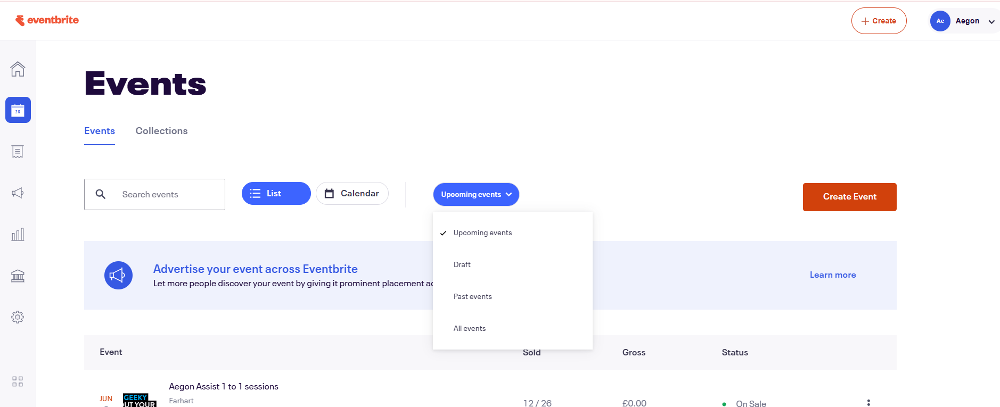 eventbrite
Create
Ae
Aegon
28
Events
Events
Collections
Search events
List
Calendar
Upcoming events
Create Event
Upcoming events
Draft
Past events
All events
Advertise your event across Eventbrite
Let more people discover your event by giving it prominent placement
Learn more
Event
Sold
Gross
Status
JUN
GEEKY
OUT YOUR
Aegon Assist 1 to 1 sessions
Earhart
12 / 26
£0.00
On Sale